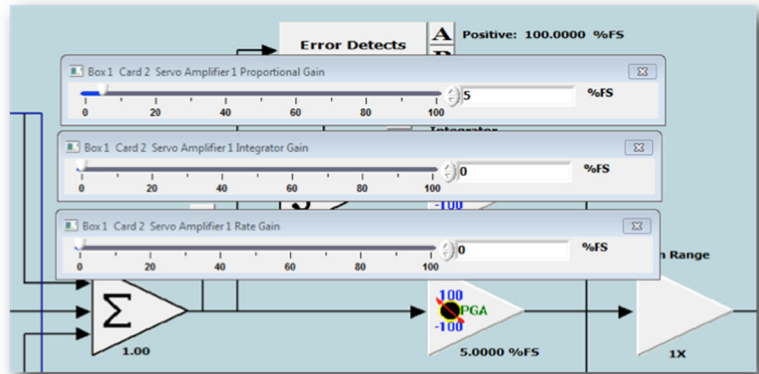 Error Detects
A
Positive: 100.0000 %FS
Box 1 Card 2 Servo Amplifier 1 Proportional Gain
5
%FS
0 20 40 60 80 100
Integrator
Box 1 Card 2 Servo Amplifier 1 Integrator Gain
0
%FS
0 20 40 60 80 100
-100
Box 1 Card 2 Servo Amplifier 1 Rate Gain
0
%FS
0 20 40 60 80 100
n Range
Σ
100
PGA
-100
1.00
5.0000 %FS
1X